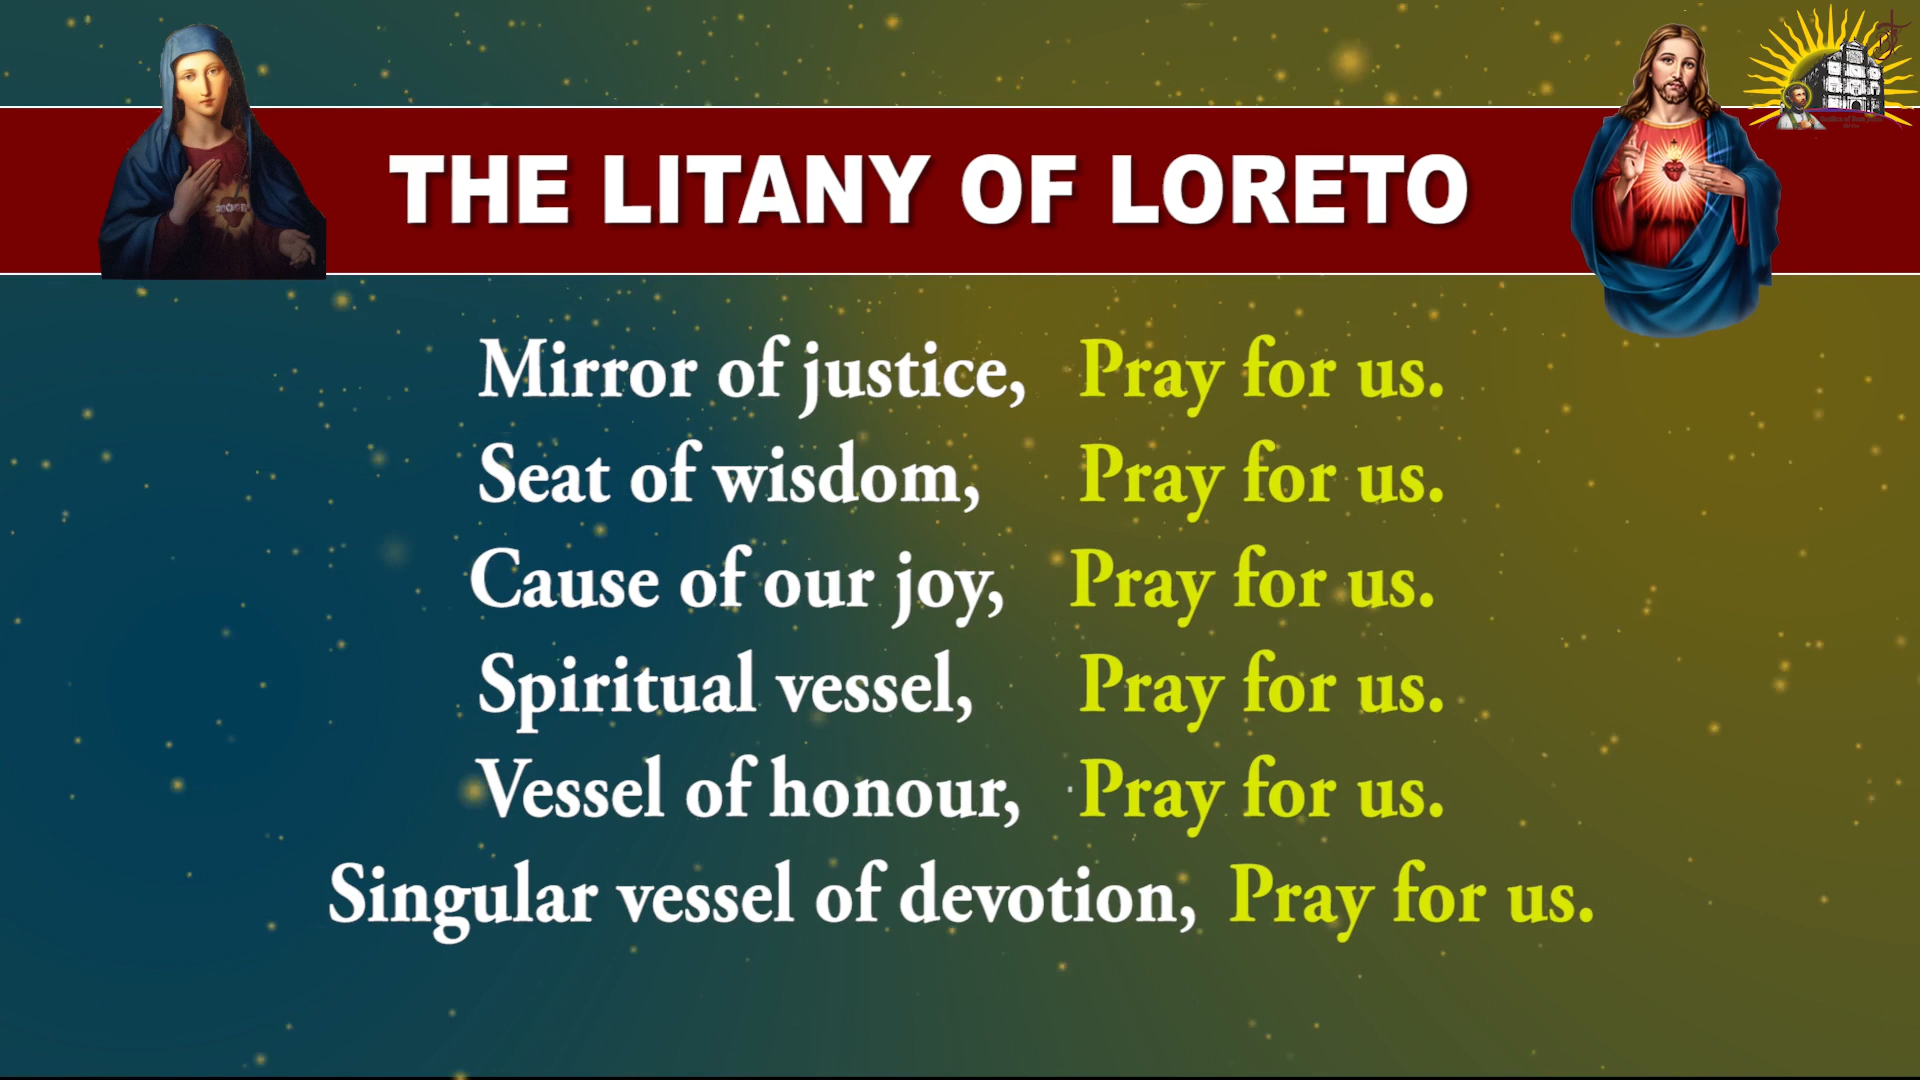 THE LITANY OF LORETO
Mirror of justice, Pray for us.
Seat of wisdom, Pray for us.
Cause of our joy, Pray for us.
Spiritual vessel, Pray for us.
Vessel of honour, Pray for us.
Singular vessel of devotion, Pray for us.